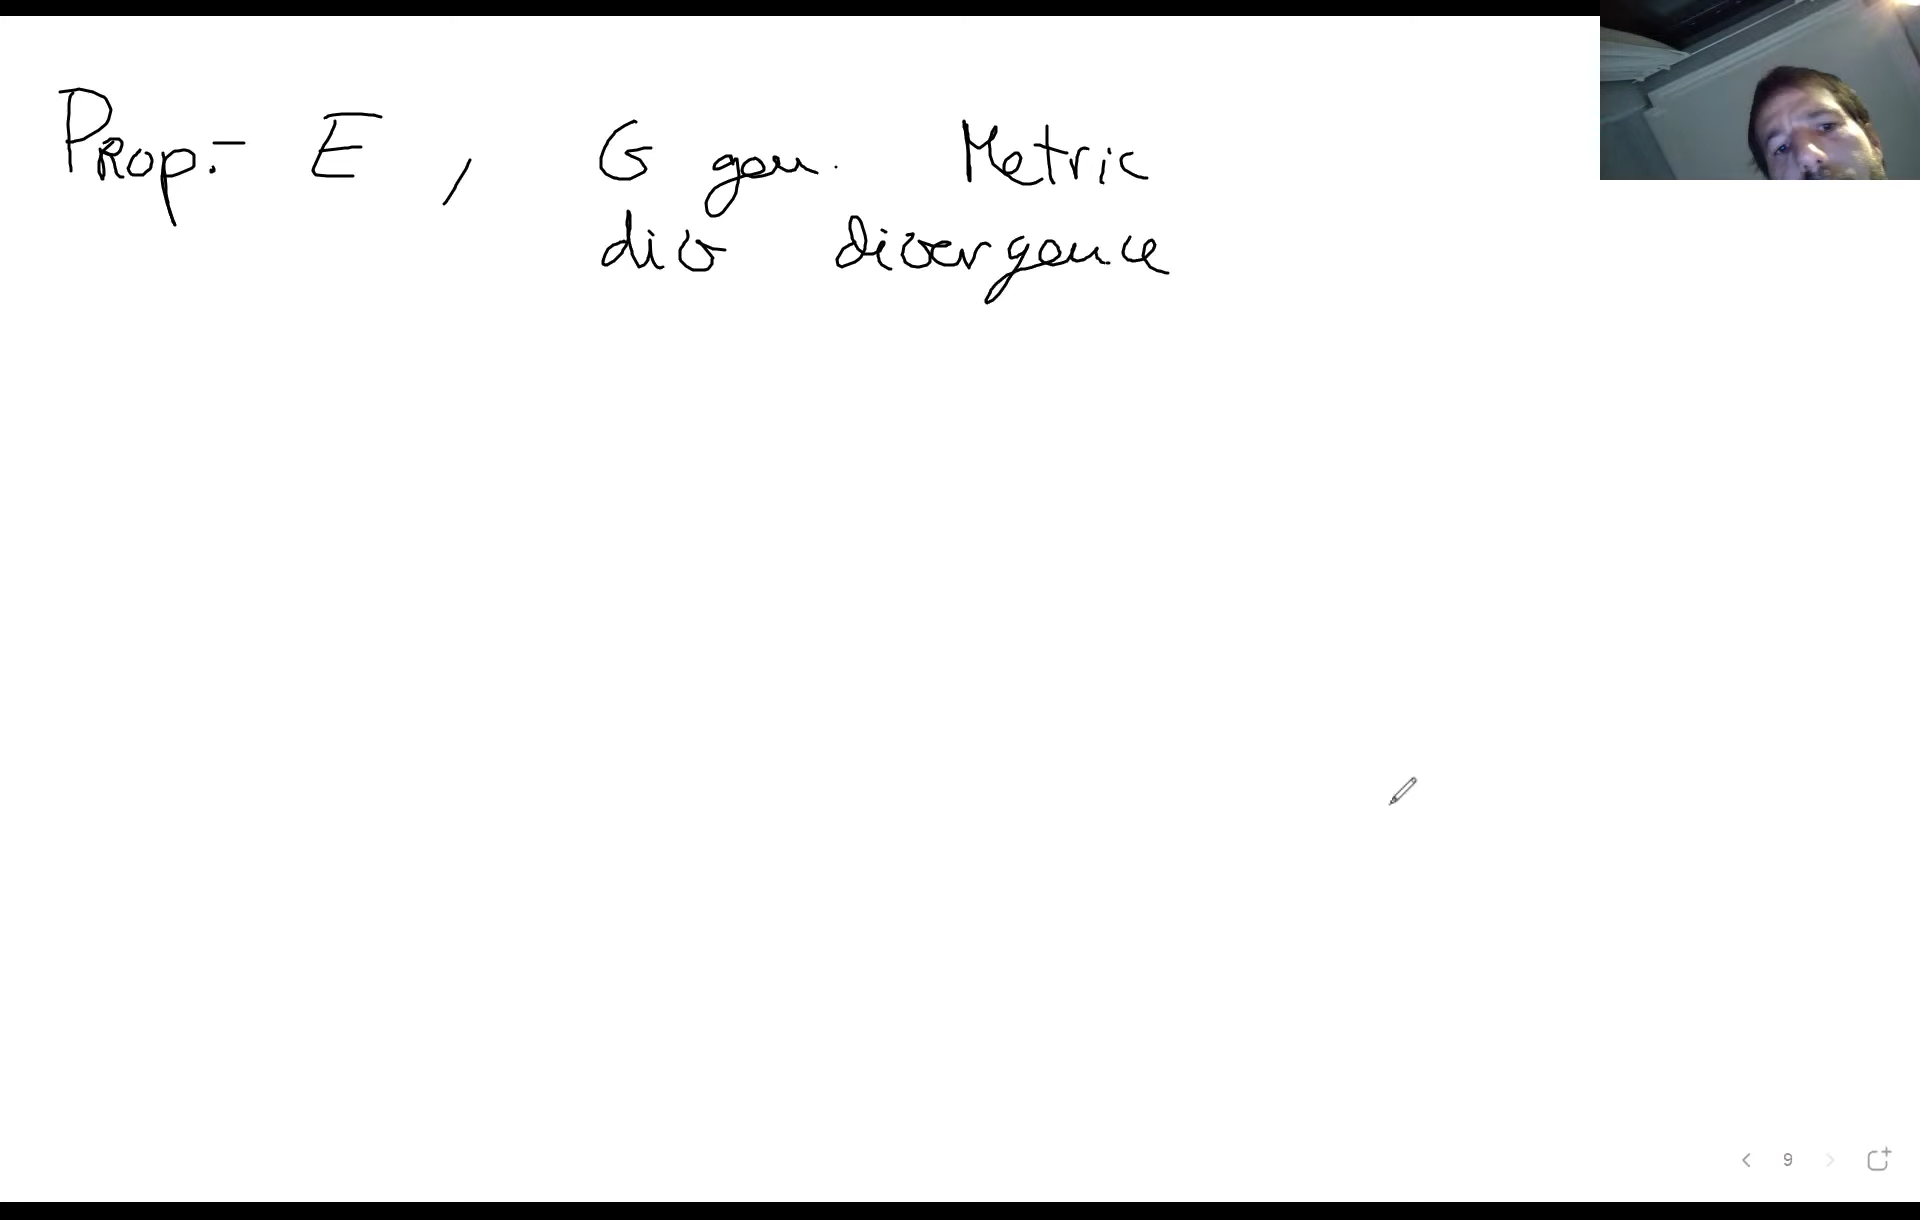 Prop.- E , G gen. Metric
div divergence
9